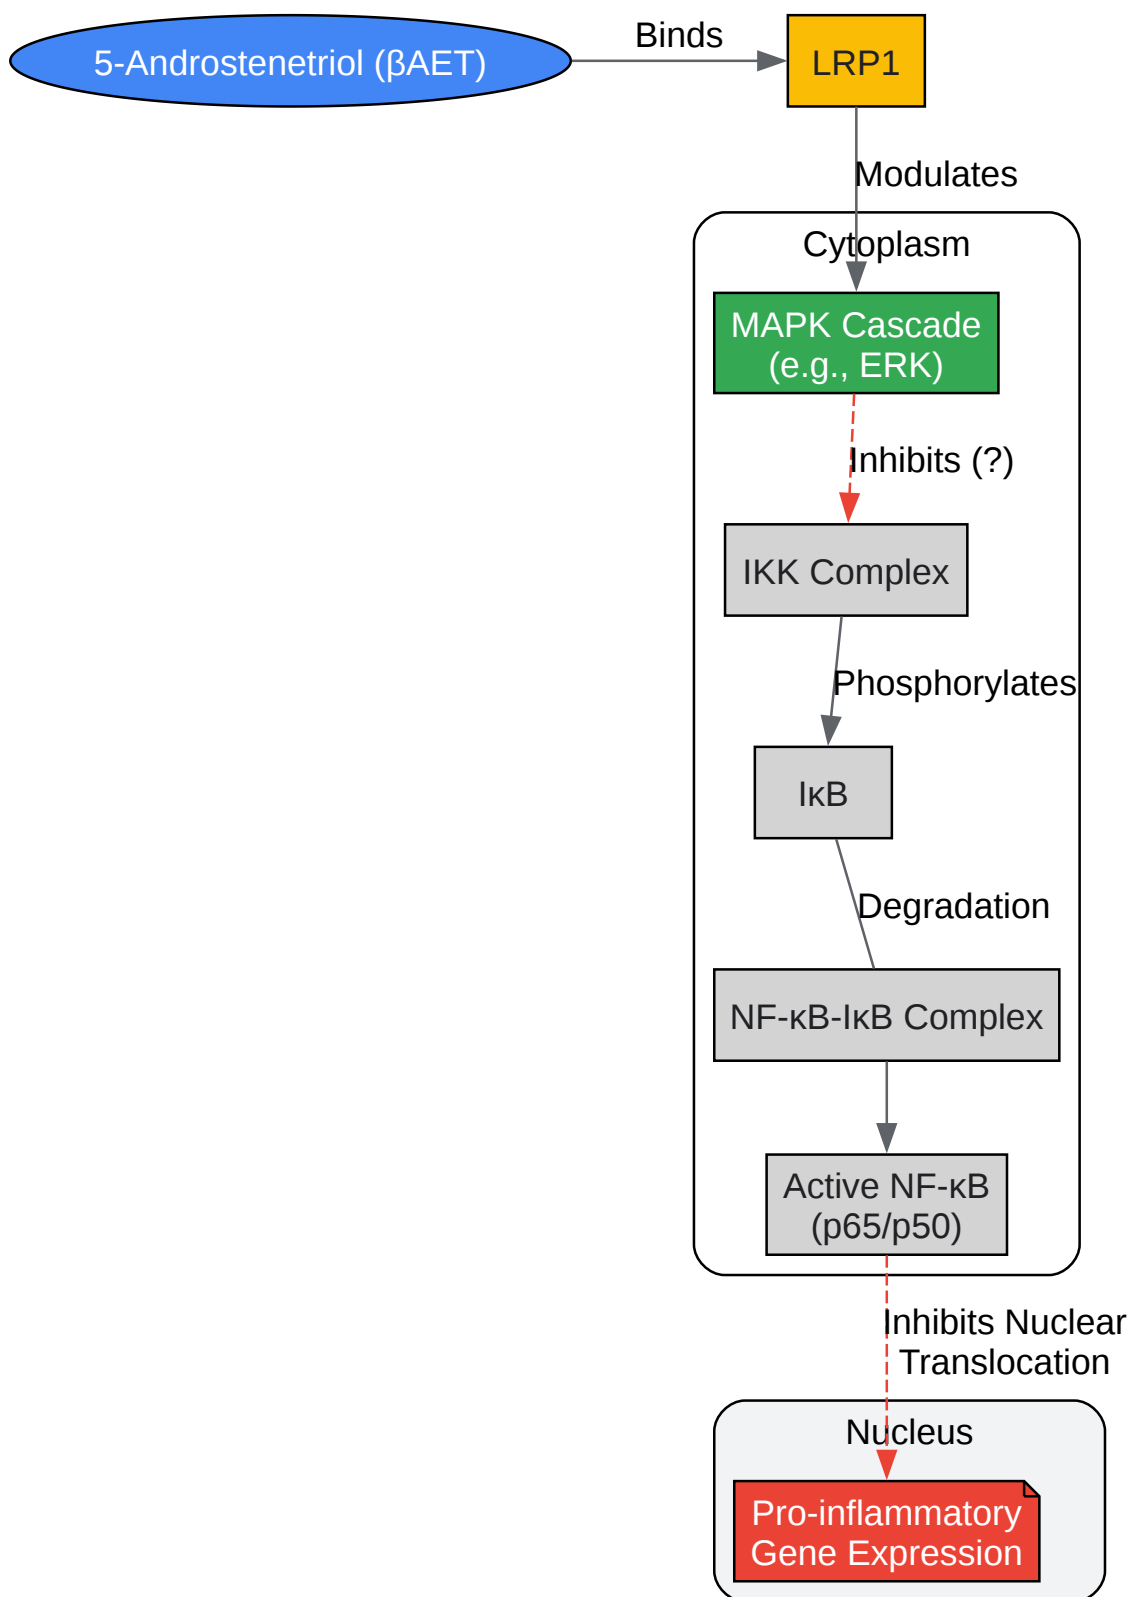 Binds
5-Androstenetriol (βAET)
LRP1
Modulates
Cytoplasm
MAPK Cascade
(e.g., ERK)
Inhibits (?)
IKK Complex
Phosphorylates
IκB
Degradation
NF-κB-IκB Complex
Active NF-κB
(p65/p50)
Inhibits Nuclear
Translocation
Nucleus
Pro-inflammatory
Gene Expression